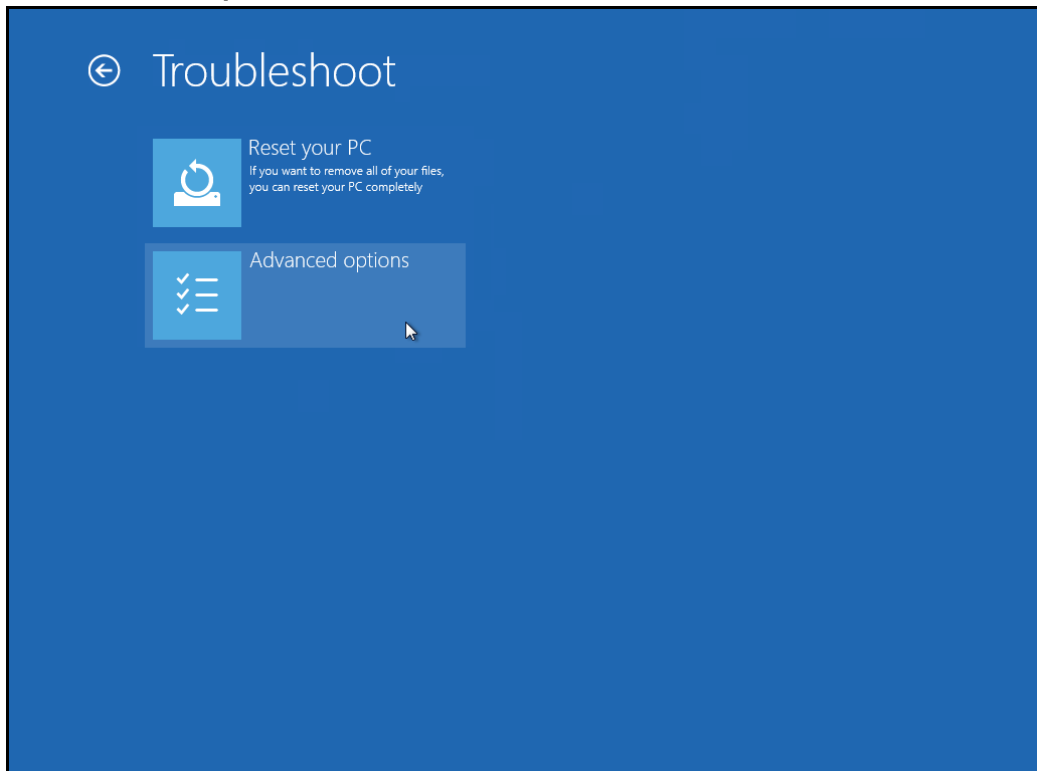 Troubleshoot
Reset your PC
If you want to remove all of your files,
you can reset your PC completely
Advanced options